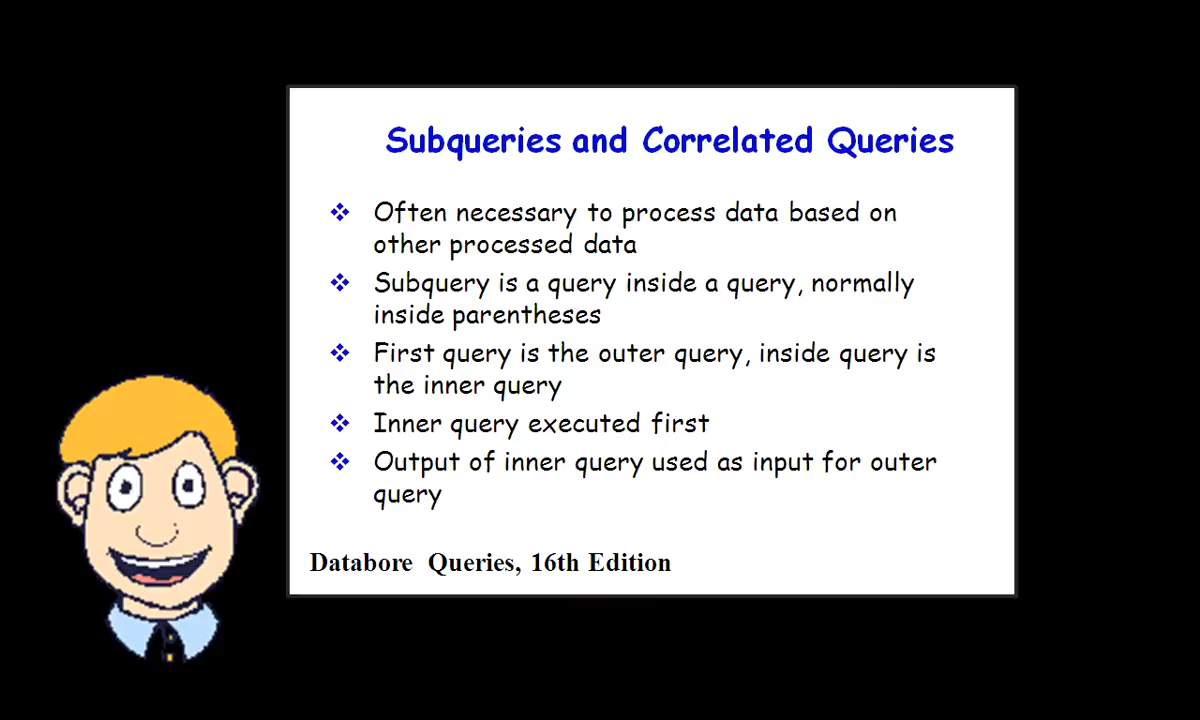 Subqueries and Correlated Queries
Often necessary to process data based on
other processed data
Subquery is a query inside a query, normally
inside parentheses
First query is the outer query, inside query is
the inner query
Inner query executed first
Output of inner query used as input for outer
query
Databore Queries, 16th Edition